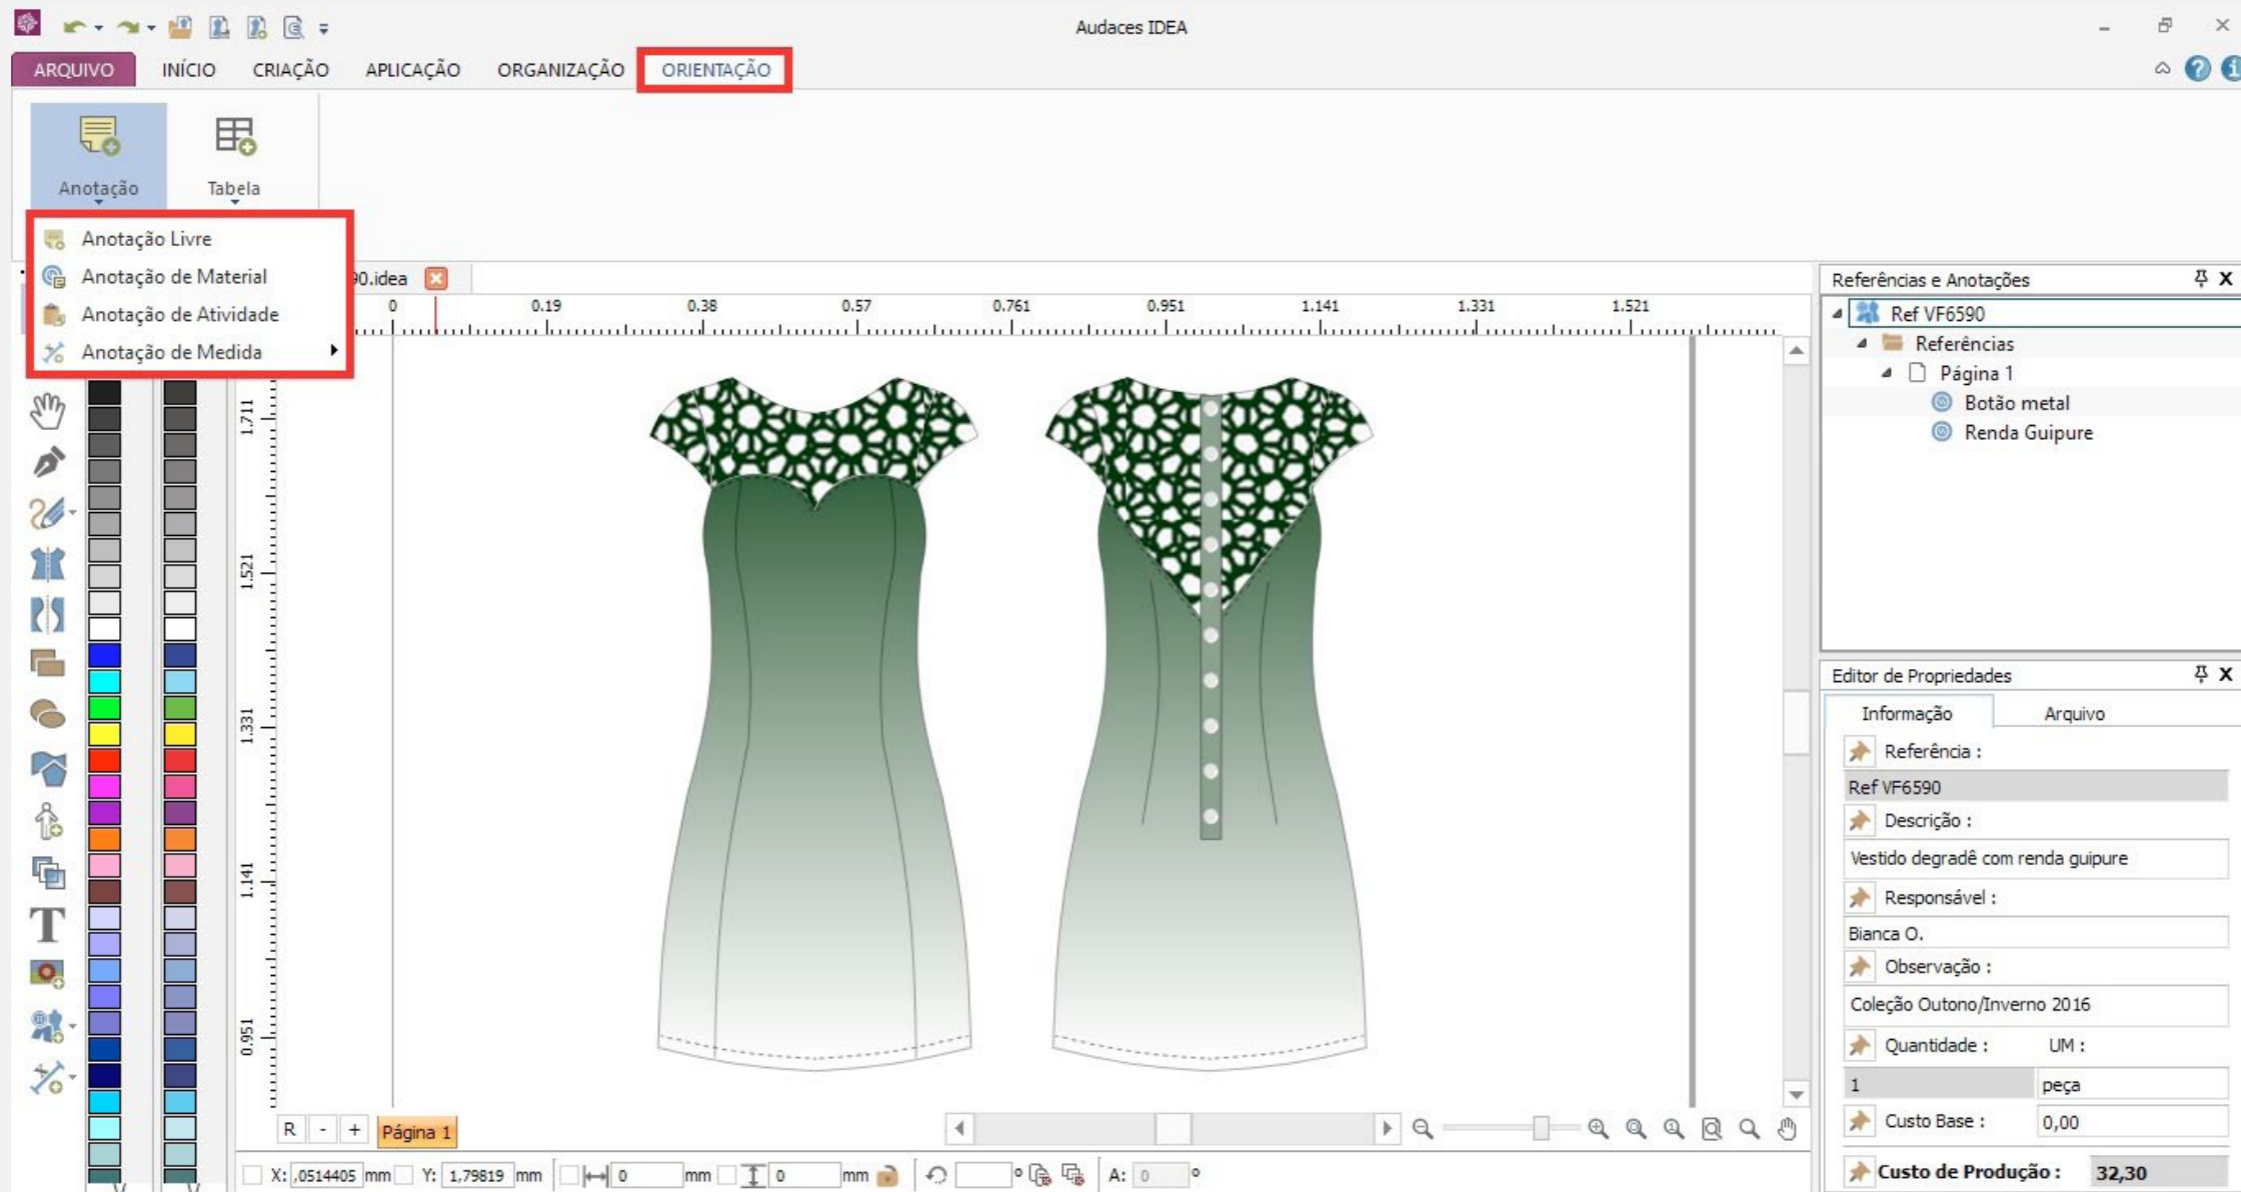 Audaces IDEA
ARQUIVO INÍCIO CRIAÇÃO APLICAÇÃO ORGANIZAÇÃO ORIENTAÇÃO
Anotação Tabela
Anotação Livre
Anotação de Material
Anotação de Atividade
Anotação de Medida
90.idea
0 0.19 0.38 0.57 0.761 0.951 1.141 1.331 1.521
1.711
1.521
1.331
1.141
0.951
Referências e Anotações
Ref VF6590
Referências
Página 1
Botão metal
Renda Guipure
Editor de Propriedades
Informação Arquivo
Referência :
Ref VF6590
Descrição :
Vestido degradê com renda guipure
Responsável :
Bianca O.
Observação :
Coleção Outono/Inverno 2016
Quantidade : UM :
1 peça
Custo Base : 0,00
Custo de Produção : 32,30
R - + Página 1
X: ,0514405 mm Y: 1,79819 mm 0 mm 0 mm ° A: 0 °